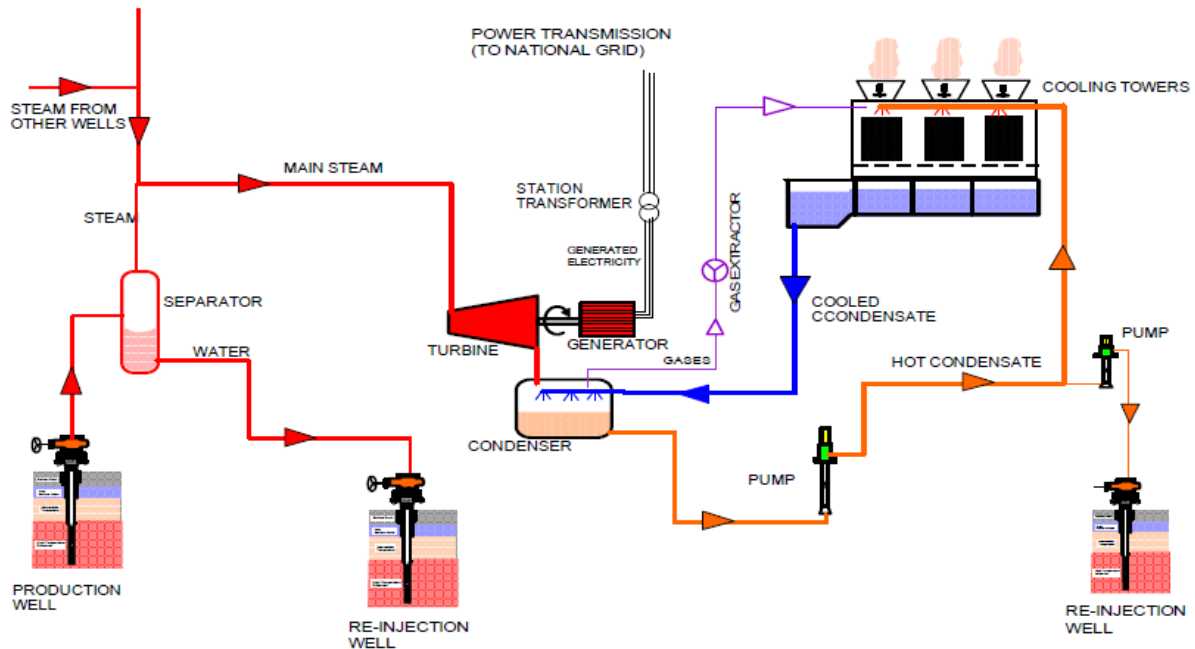 POWER TRANSMISSION
(TO NATIONAL GRID)
COOLING TOWERS
STEAM FROM
OTHER WELLS
MAIN STEAM
STATION
TRANSFORMER
STEAM
GENERATED
ELECTRICITY
GAS EXTRACTOR
SEPARATOR
COOLED
CCONDENSATE
WATER
TURBINE
GENERATOR
GASES
HOT CONDENSATE
PUMP
CONDENSER
PUMP
PRODUCTION
WELL
RE-INJECTION
WELL
RE-INJECTION
WELL